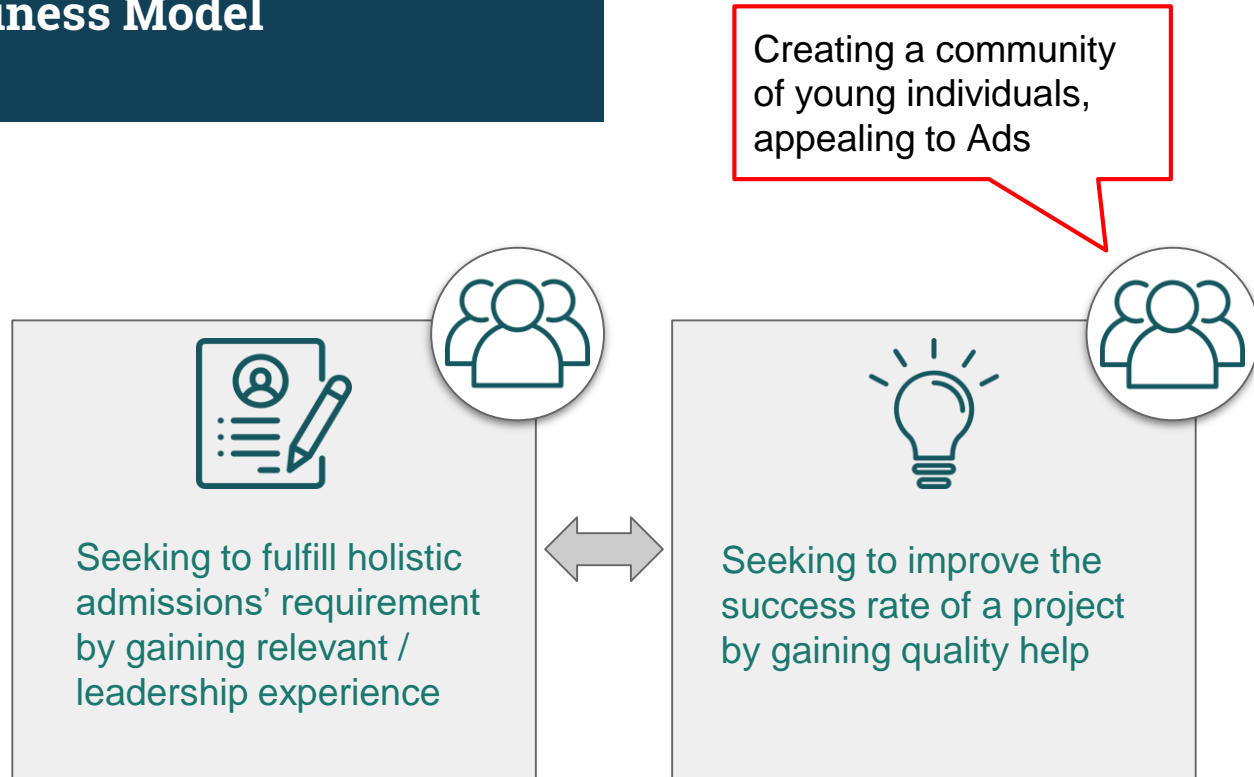 iness Model
Creating a community
of young individuals,
appealing to Ads
Seeking to fulfill holistic
admissions’ requirement
by gaining relevant /
leadership experience
Seeking to improve the
success rate of a project
by gaining quality help